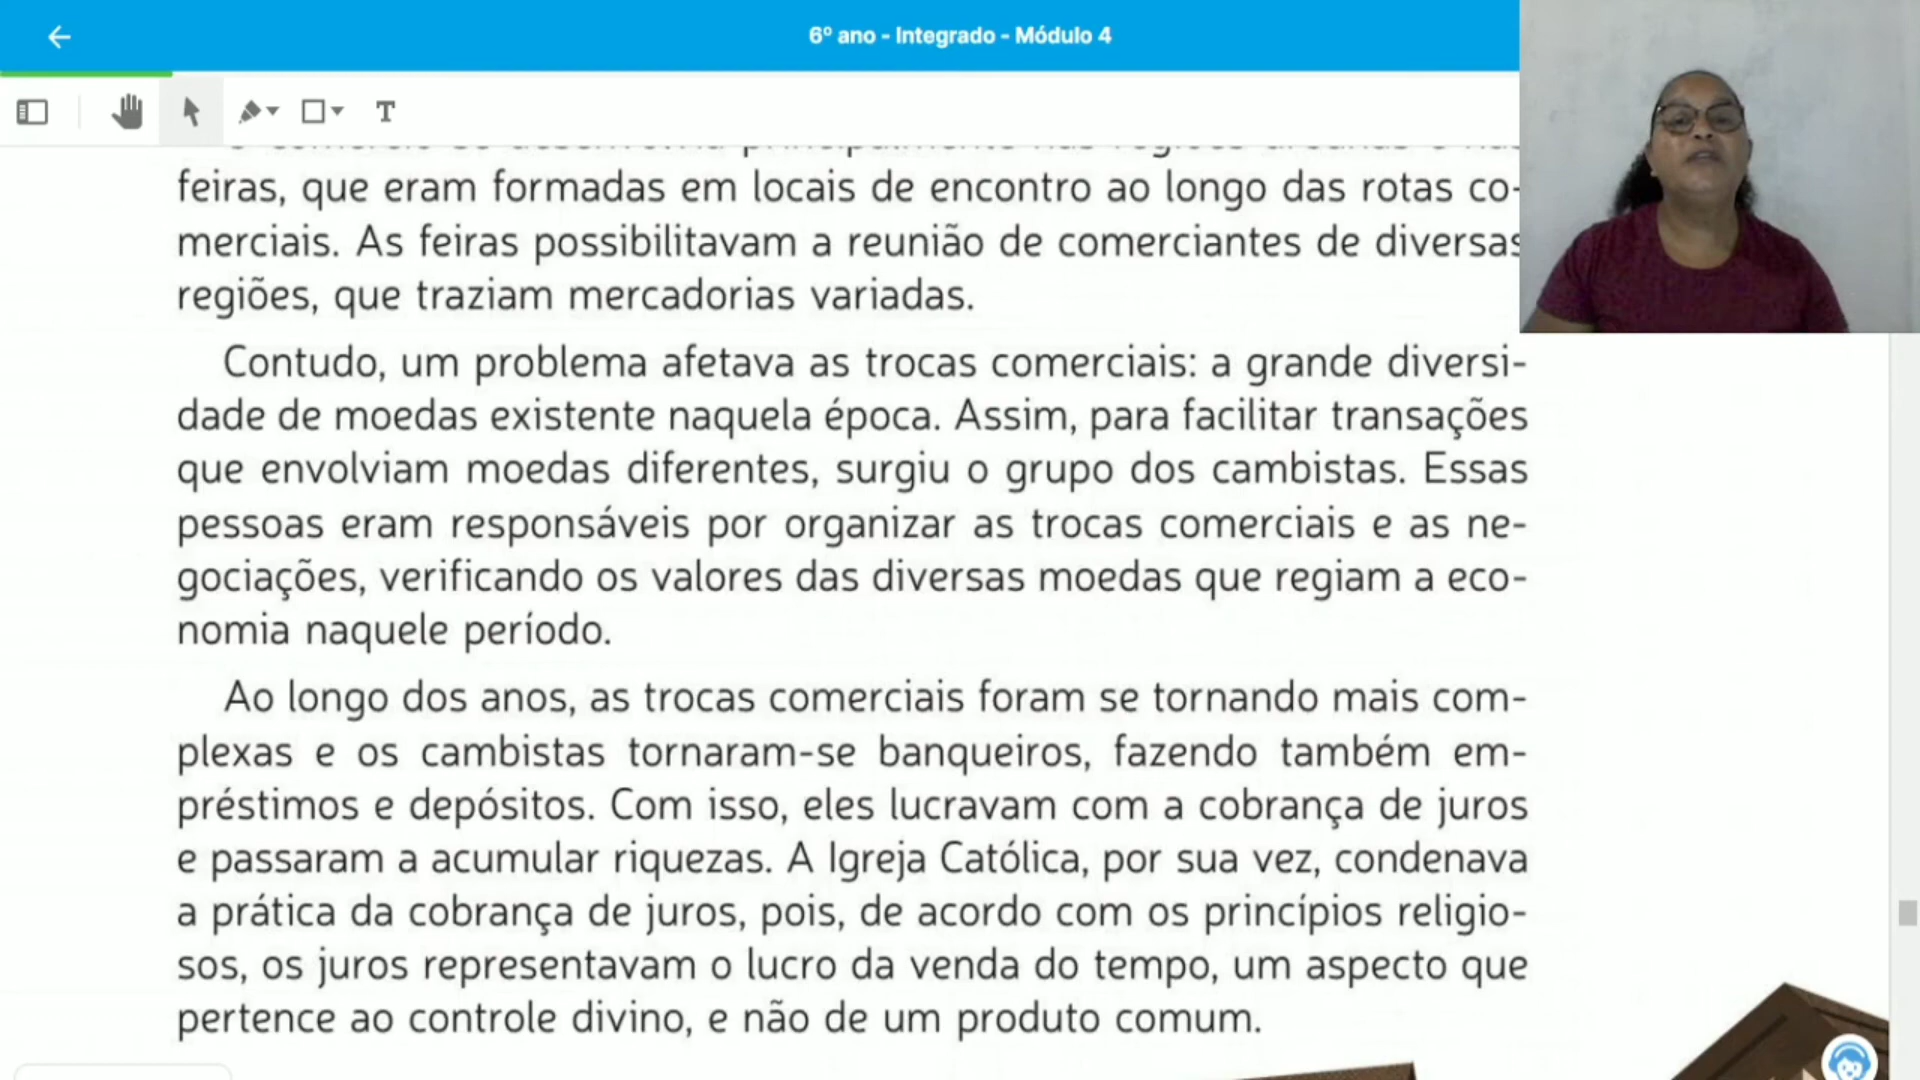 6º ano - Integrado - Módulo 4
T
feiras, que eram formadas em locais de encontro ao longo das rotas co-
merciais. As feiras possibilitavam a reunião de comerciantes de diversas
regiões, que traziam mercadorias variadas.
Contudo, um problema afetava as trocas comerciais: a grande diversi-
dade de moedas existente naquela época. Assim, para facilitar transações
que envolviam moedas diferentes, surgiu o grupo dos cambistas. Essas
pessoas eram responsáveis por organizar as trocas comerciais e as ne-
gociações, verificando os valores das diversas moedas que regiam a eco-
nomia naquele período.
Ao longo dos anos, as trocas comerciais foram se tornando mais com-
plexas e os cambistas tornaram-se banqueiros, fazendo também em-
préstimos e depósitos. Com isso, eles lucravam com a cobrança de juros
e passaram a acumular riquezas. A Igreja Católica, por sua vez, condenava
a prática da cobrança de juros, pois, de acordo com os princípios religio-
sos, os juros representavam o lucro da venda do tempo, um aspecto que
pertence ao controle divino, e não de um produto comum.